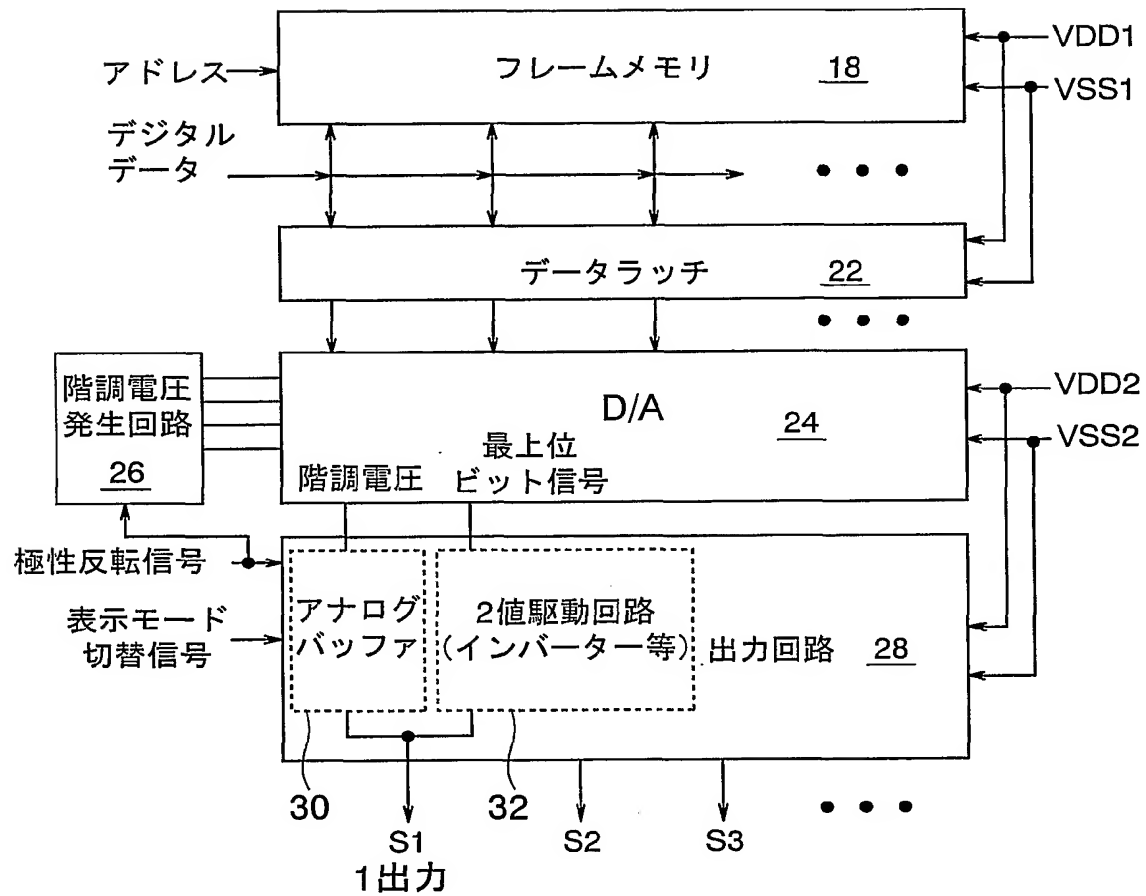 アドレス
フレームメモリ 18
VDD1
VSS1
デジタル
データ
データラッチ 22
階調電圧
発生回路
26
D/A
24
VDD2
VSS2
階調電圧
最上位
ビット信号
極性反転信号
表示モード
切替信号
アナログ
バッファ
2値駆動回路
(インバーター等)
出力回路 28
30
32
S1
S2
S3
1出力